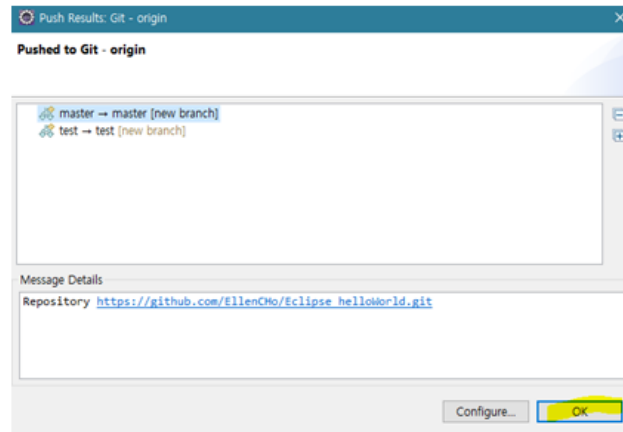 Push Results: Git - origin
Pushed to Git - origin
master → master [new branch]
test → test [new branch]
Message Details
Repository https://github.com/EllenCHo/Eclipse_helloWorld.git
Configure...
OK